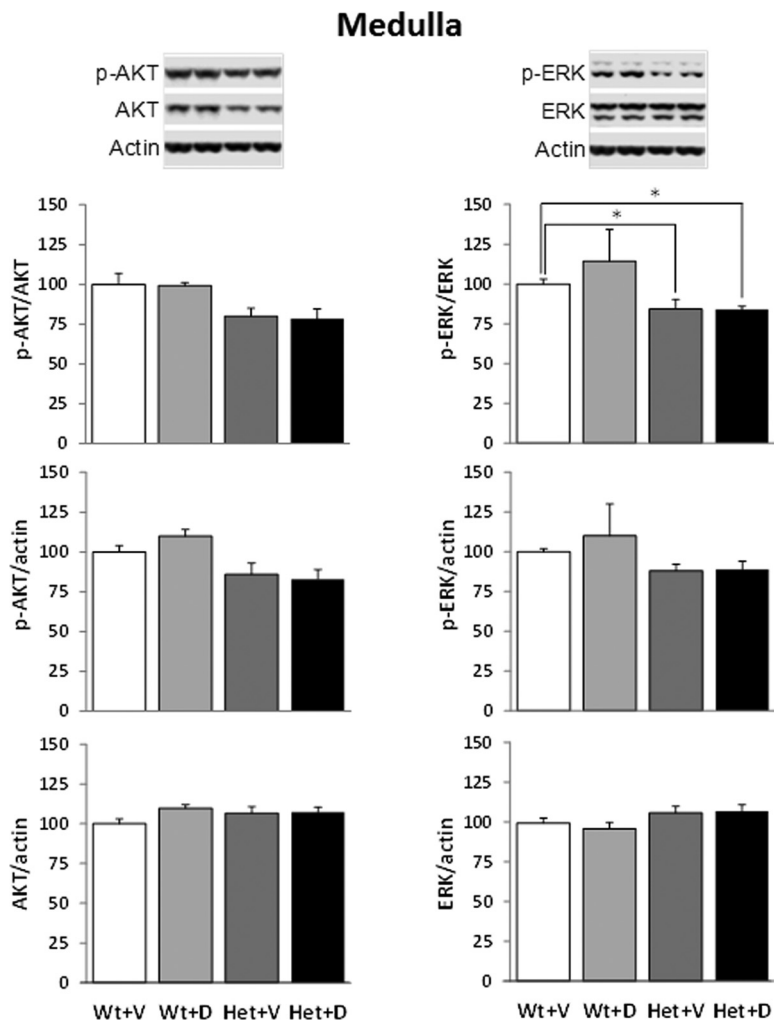 Medulla
p-AKT
AKT
Actin
p-ERK
ERK
Actin
p-AKT/AKT
150
125
100
75
50
25
0
p-ERK/ERK
150
125
100
75
50
25
0
*
*
p-AKT/actin
150
125
100
75
50
25
0
p-ERK/actin
150
125
100
75
50
25
0
AKT/actin
150
125
100
75
50
25
0
Wt+V Wt+D Het+V Het+D
ERK/actin
150
125
100
75
50
25
0
Wt+V Wt+D Het+V Het+D